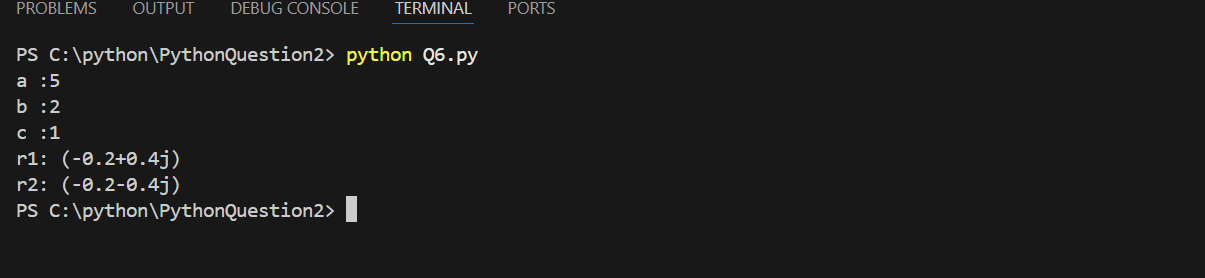 PROBLEMS OUTPUT DEBUG CONSOLE TERMINAL PORTS
PS C:\python\PythonQuestion2> python Q6.py
a :5
b :2
c :1
r1: (-0.2+0.4j)
r2: (-0.2-0.4j)
PS C:\python\PythonQuestion2>